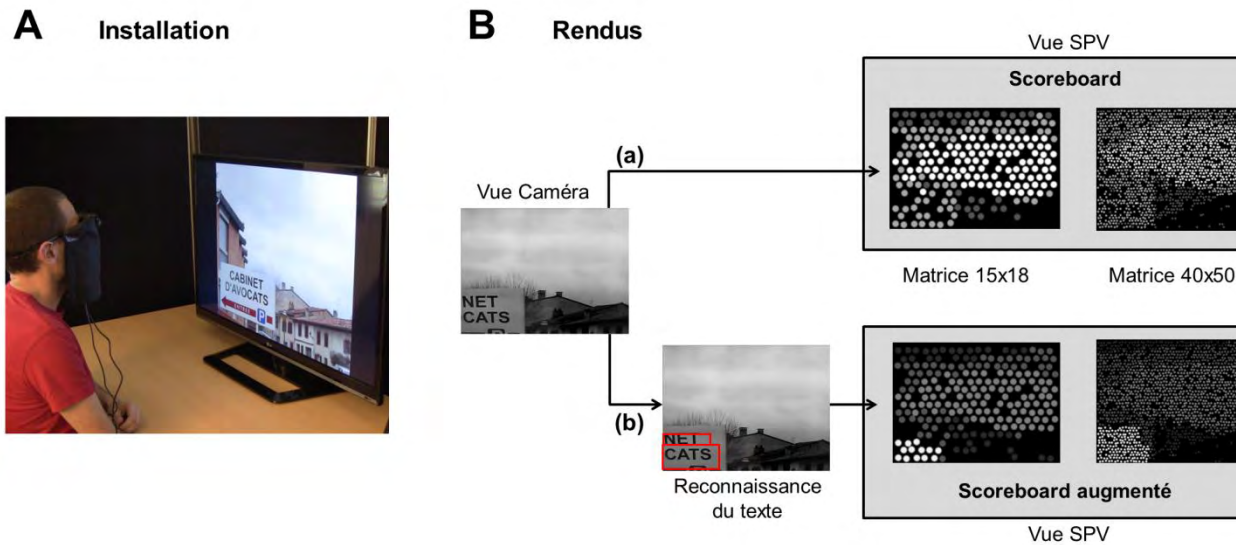 A Installation
B Rendus
Vue SPV
Scoreboard
(a)
Vue Caméra
CABINET
D'AVOCATS
ENTRÉE
P
NET
CATS
Matrice 15x18
Matrice 40x50
(b)
NET
CATS
Reconnaissance
du texte
Scoreboard augmenté
Vue SPV